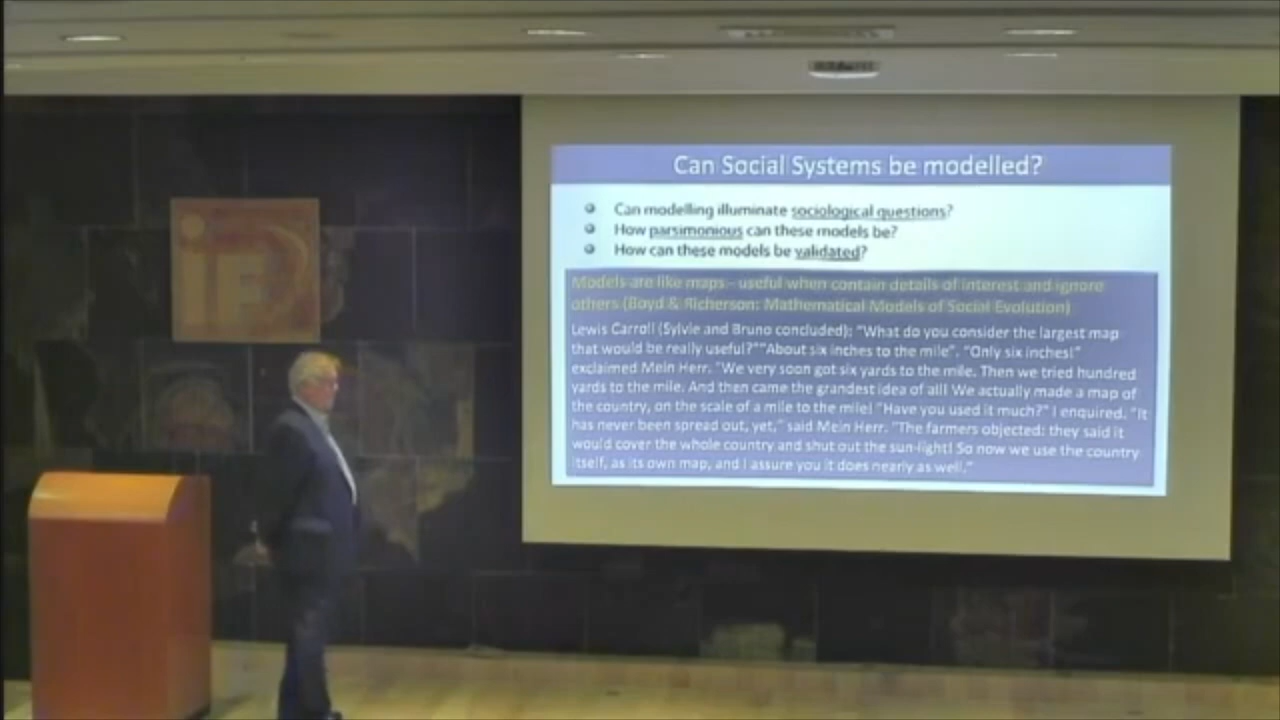 Can Social Systems be modelled?
Can modelling illuminate sociological questions?
How parsimonious can these models be?
How can these models be validated?
Models are like maps - useful when contain details of interest and ignore
others (Boyd & Richerson: Mathematical Models of Social Evolution)
Lewis Carroll (Sylvie and Bruno concluded): "What do you consider the largest map
that would be really useful?""About six inches to the mile". "Only six inches!"
exclaimed Mein Herr. "We very soon got six yards to the mile. Then we tried hundred
yards to the mile. And then came the grandest idea of all! We actually made a map of
the country, on the scale of a mile to the mile! "Have you used it much?" I enquired. "It
has never been spread out, yet," said Mein Herr. "The farmers objected: they said it
would cover the whole country and shut out the sun-light! So now we use the country
itself, as its own map, and I assure you it does nearly as well."